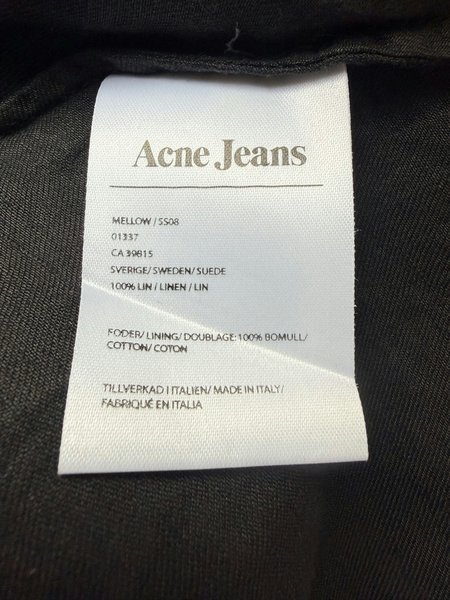 Acne Jeans
MELLOW / SS08
01337
CA 39815
SVERIGE/ SWEDEN/ SUEDE
100% LIN / LINEN / LIN
FODER/ LINING/ DOUBLAGE: 100% BOMULL/
COTTON/ COTON
TILLVERKAD I ITALIEN/ MADE IN ITALY/
FABRIQUÉ EN ITALIA